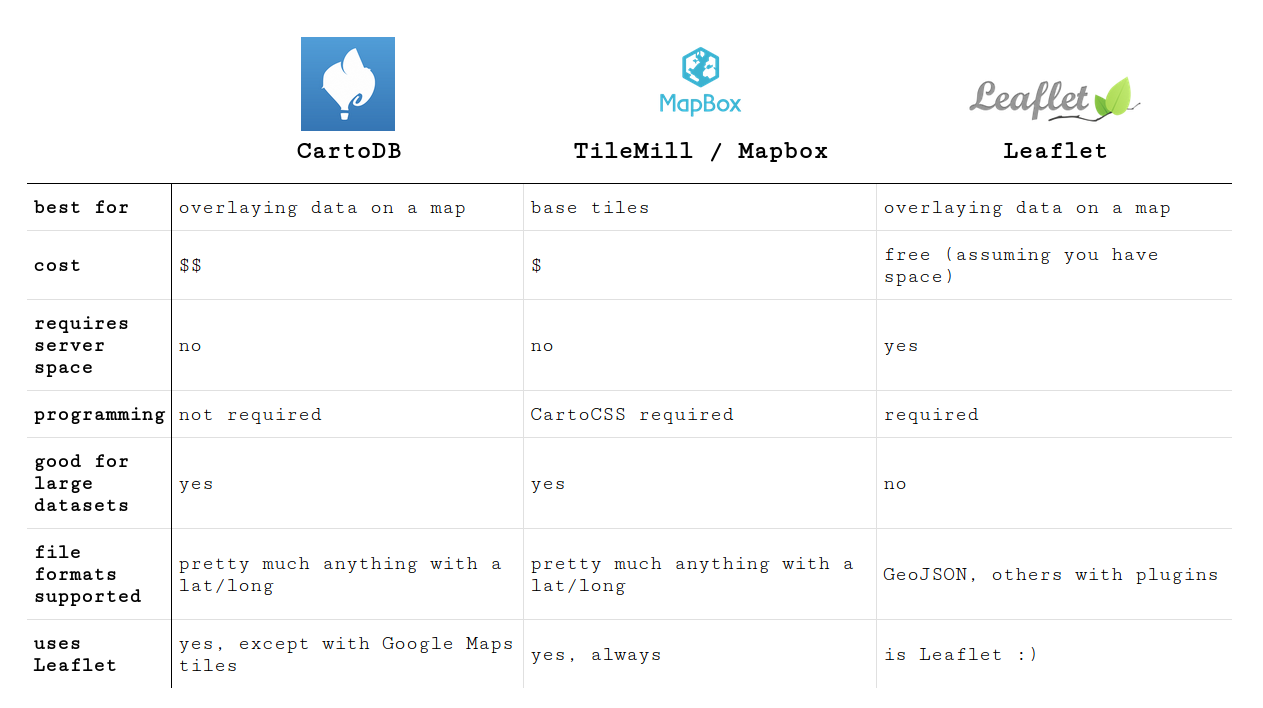 MapBox
Leaflet
CartoDB
TileMill / Mapbox
Leaflet
best for
overlaying data on a map
base tiles
overlaying data on a map
cost
$$
$
free (assuming you have
space)
requires
server
space
no
no
yes
programming
not required
CartoCSS required
required
good for
large
datasets
yes
yes
no
file
formats
supported
pretty much anything with a
lat/long
pretty much anything with a
lat/long
GeoJSON, others with plugins
uses
Leaflet
yes, except with Google Maps
tiles
yes, always
is Leaflet :)